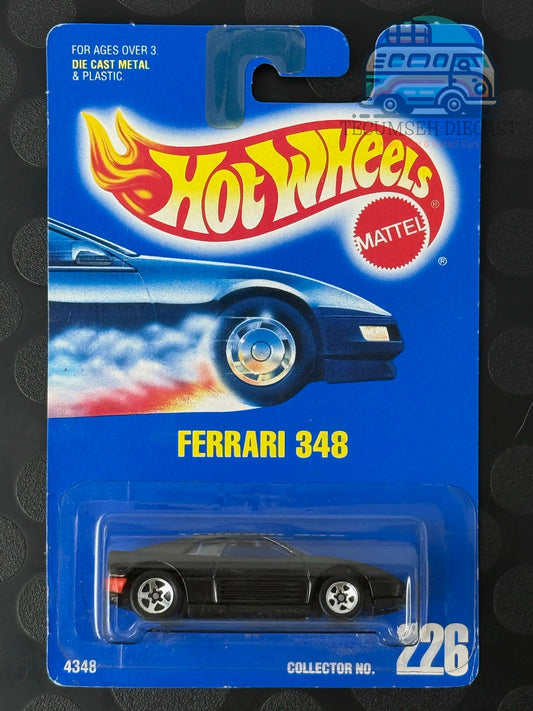 FOR AGES OVER 3.
DIE CAST METAL
& PLASTIC.
TECUMSEH DIECAST
HOT WHEELS ®
MATTEL
®
FERRARI 348
4348
COLLECTOR NO. 226